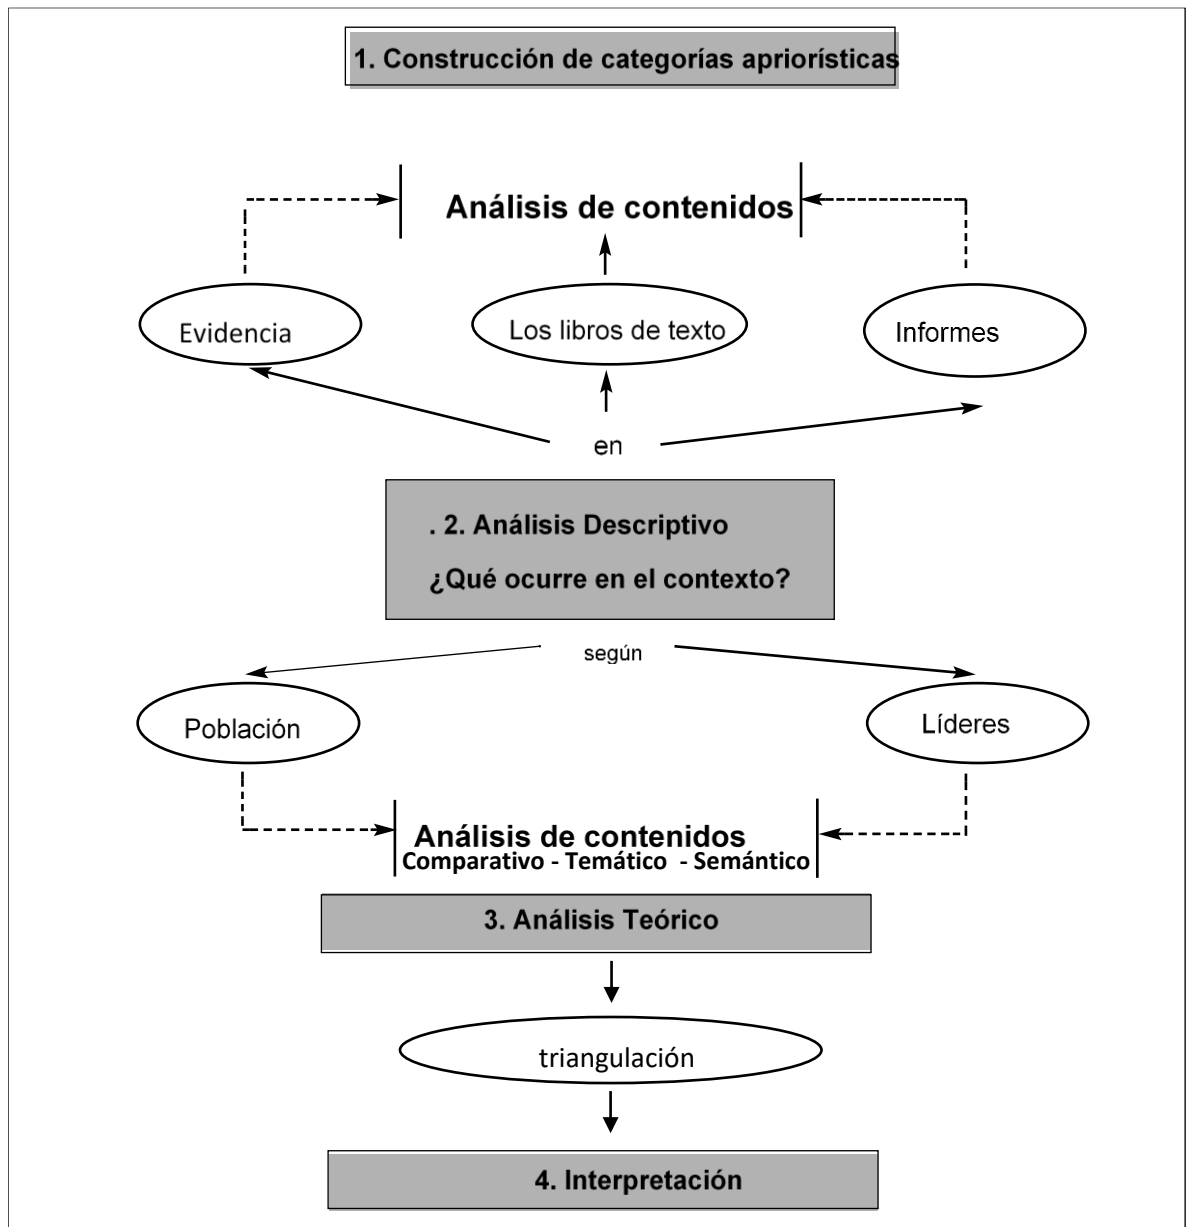 1. Construcción de categorías apriorísticas
Análisis de contenidos
Evidencia
Los libros de texto
Informes
en
. 2. Análisis Descriptivo
¿Qué ocurre en el contexto?
según
Población
Líderes
Análisis de contenidos
Comparativo - Temático - Semántico
3. Análisis Teórico
triangulación
4. Interpretación